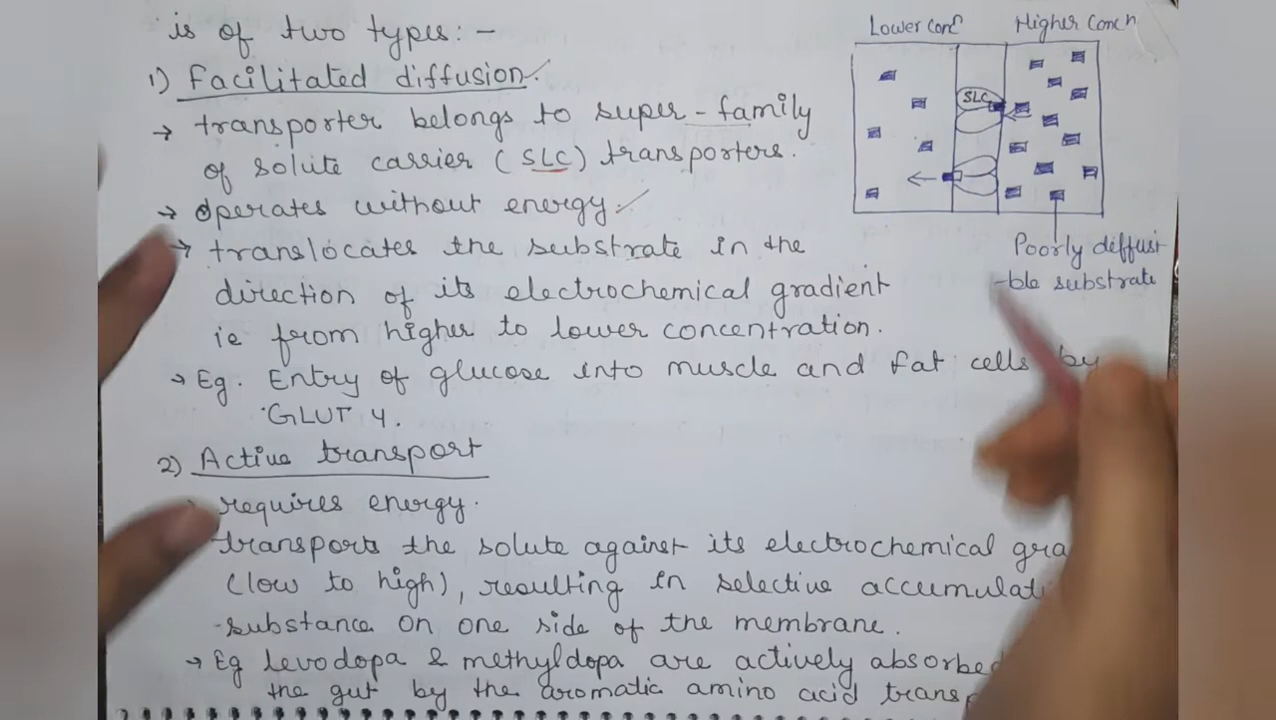 is of two types:-
1) Facilitated diffusion
→ transporter belongs to super-family
of solute carrier (SLC) transporters.
→ operates without energy.
→ translocates the substrate in the
direction of its electrochemical gradient
ie from higher to lower concentration.
→ Eg. Entry of glucose into muscle and fat cells by
GLUT 4.
2) Active transport
requires energy.
transports the solute against its electrochemical gra
(low to high), resulting in selective accumulati
substance on one side of the membrane.
→ Eg levodopa & methyldopa are actively absorbed
the gut by the aromatic amino acid transp
Lower concn Higher concn
SLC
Poorly diffusi
-ble substrate